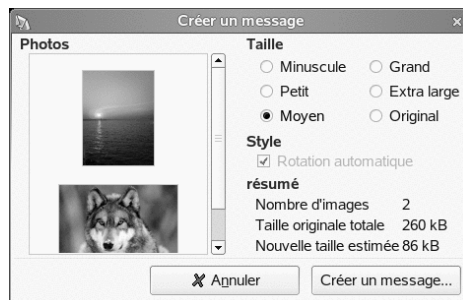 Créer un message
Photos
Taille
Minuscule Grand
Petit Extra large
Moyen Original
Style
Rotation automatique
résumé
Nombre d'images 2
Taille originale totale 260 kB
Nouvelle taille estimée 86 kB
Annuler Créer un message...